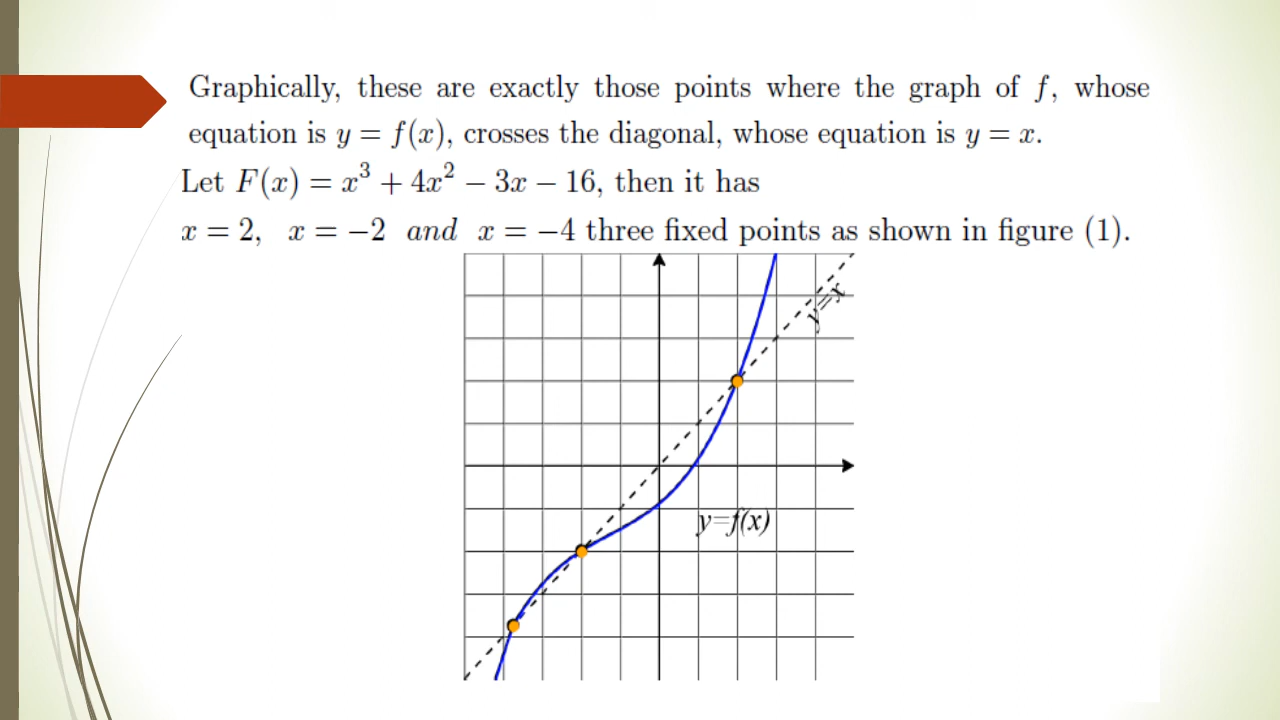 Graphically, these are exactly those points where the graph of f, whose
equation is y = f(x), crosses the diagonal, whose equation is y = x.
Let F(x) = x³ + 4x² − 3x − 16, then it has
x = 2, x = −2 and x = −4 three fixed points as shown in figure (1).
y=x
y=f(x)